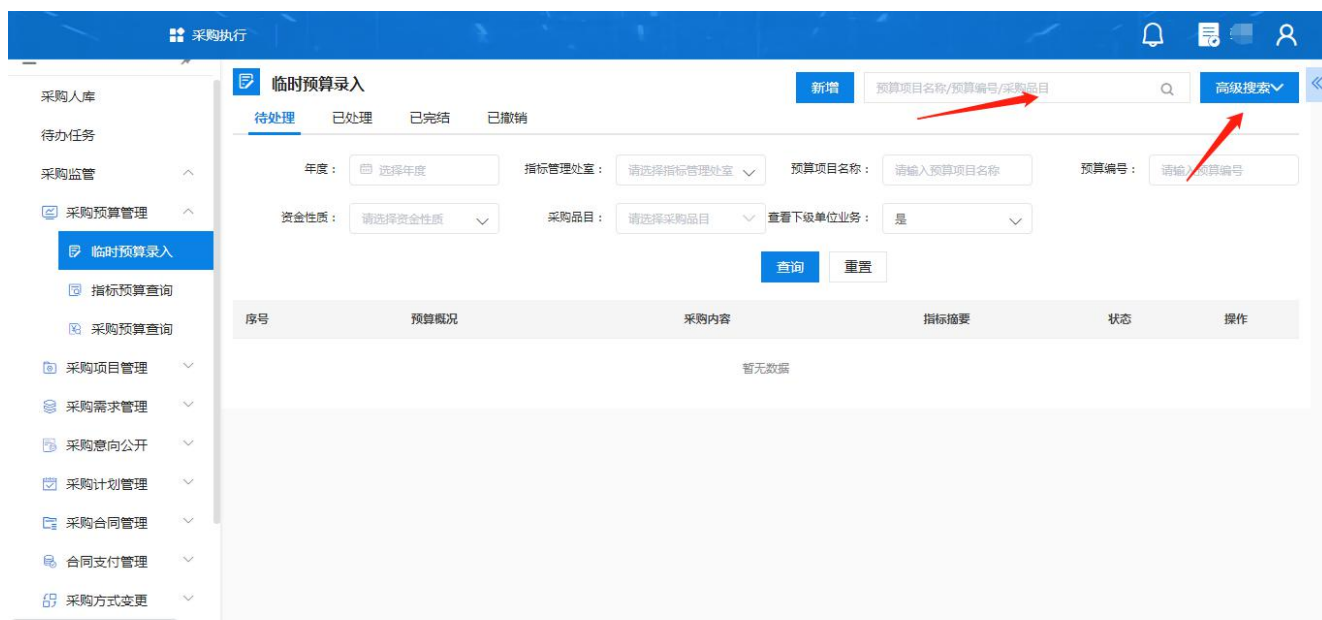 采购执行
采购人库
待办任务
采购监管
采购预算管理
临时预算录入
指标预算查询
采购预算查询
采购项目管理
采购需求管理
采购意向公开
采购计划管理
采购合同管理
合同支付管理
采购方式变更
临时预算录入 新增 预算项目名称/预算编号/采购品目 高级搜索
待处理 已处理 已完结 已撤销
年度： 选择年度 指标管理处室： 请选择指标管理处室 预算项目名称： 请输入预算项目名称 预算编号： 请输入预算编号
资金性质： 请选择资金性质 采购品目： 请选择采购品目 查看下级单位业务： 是
查询 重置
序号 预算概况 采购内容 指标摘要 状态 操作
暂无数据